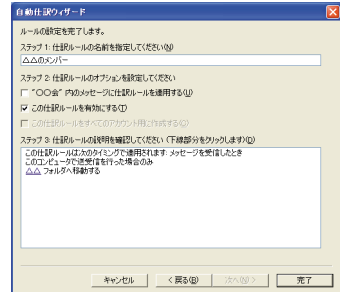 自動仕訳ウィザード
ルールの設定を完了します。
ステップ 1: 仕訳ルールの名前を指定してください(N)
△△のメンバー
ステップ 2: 仕訳ルールのオプションを設定してください
"〇〇会" 内のメッセージに仕訳ルールを適用する(U)
この仕訳ルールを有効にする(T)
この仕訳ルールをすべてのアカウント用に作成する(C)
ステップ 3: 仕訳ルールの説明を確認してください (下線部分をクリックします)(D)
この仕訳ルールは次のタイミングで適用されます: メッセージを受信したとき
このコンピュータで送受信を行った場合のみ
△△ フォルダへ移動する
キャンセル
< 戻る(B)
次へ(N) >
完了